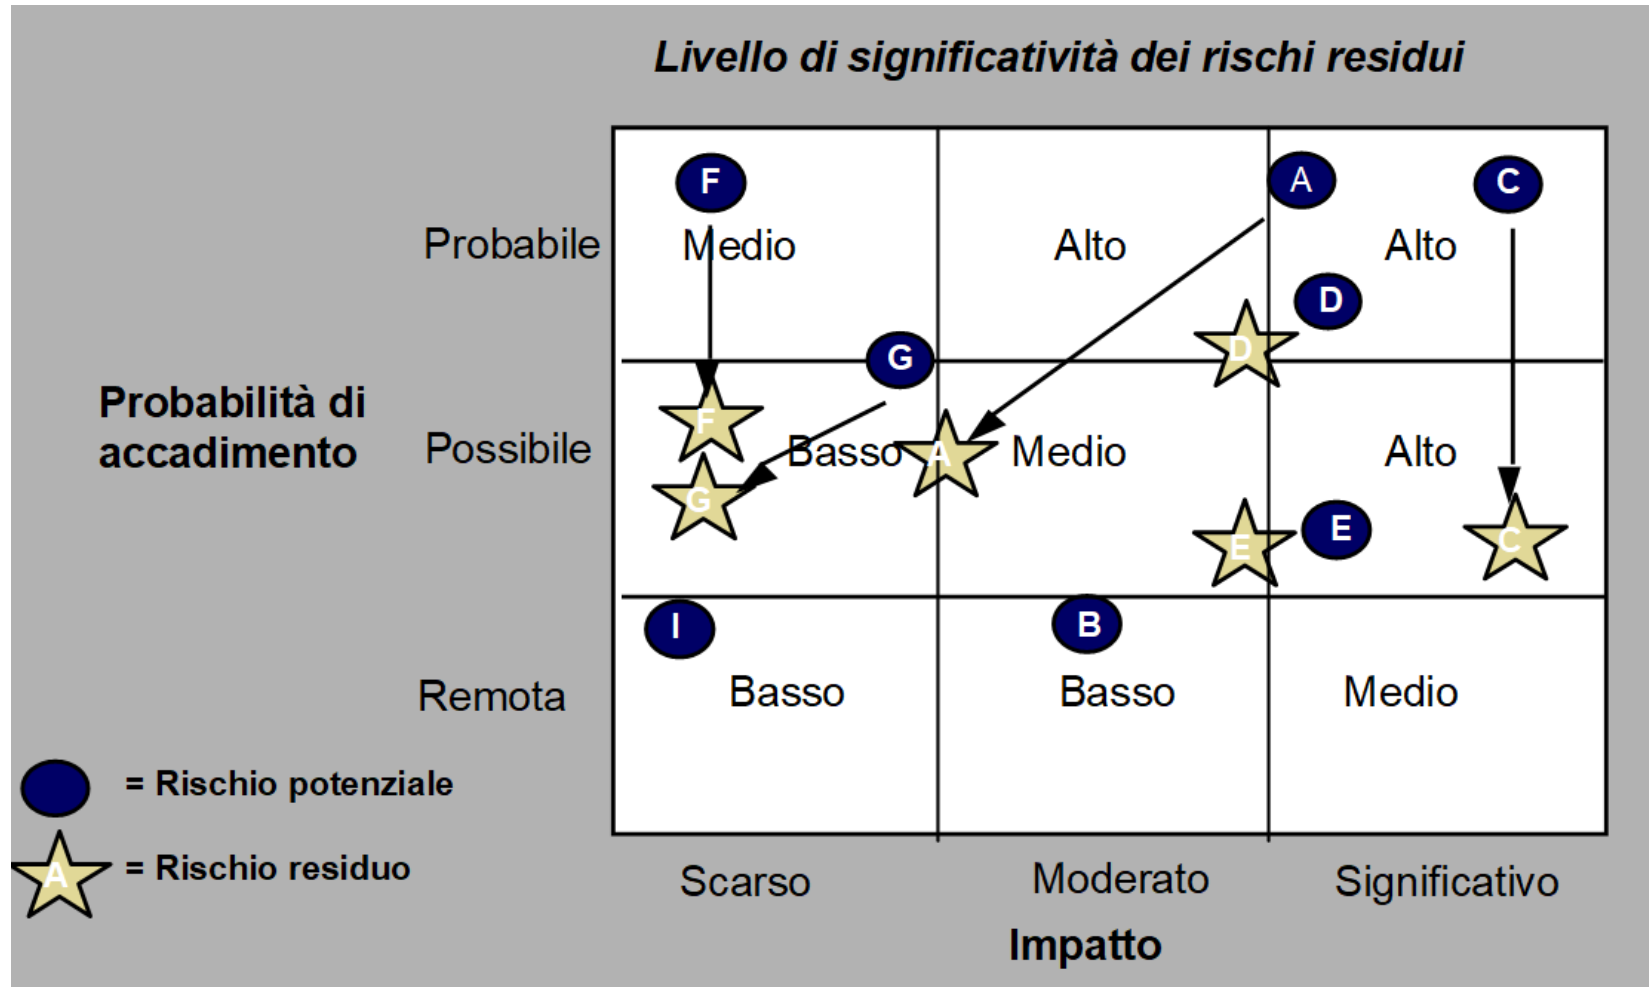 Livello di significatività dei rischi residui
F
A
C
Probabile
Medio
Alto
Alto
D
D
G
Probabilità di
accadimento
F
Possibile
Basso
A
Medio
Alto
G
E
E
C
I
B
Remota
Basso
Basso
Medio
= Rischio potenziale
A
= Rischio residuo
Scarso
Moderato
Significativo
Impatto